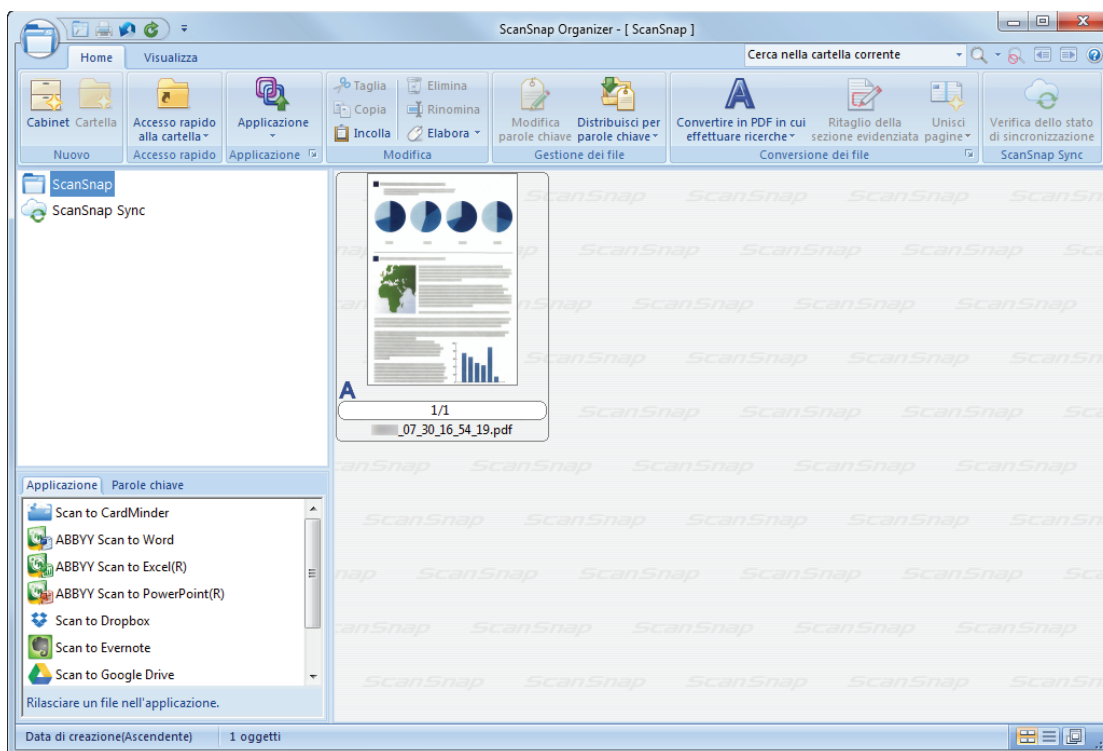 ScanSnap Organizer - [ ScanSnap ]
Home
Visualizza
Cerca nella cartella corrente
Cabinet
Cartella
Nuovo
Accesso rapido
alla cartella
Accesso rapido
Applicazione
Applicazione
Taglia
Copia
Incolla
Elimina
Rinomina
Elabora
Modifica
Modifica
parole chiave
Distribuisci per
parole chiave
Gestione dei file
Convertire in PDF in cui
effettuare ricerche
Ritaglio della
sezione evidenziata
Unisci
pagine
Conversione dei file
Verifica dello stato
di sincronizzazione
ScanSnap Sync
ScanSnap
ScanSnap Sync
A
1/1
_07_30_16_54_19.pdf
Applicazione
Parole chiave
Scan to CardMinder
ABBYY Scan to Word
ABBYY Scan to Excel(R)
ABBYY Scan to PowerPoint(R)
Scan to Dropbox
Scan to Evernote
Scan to Google Drive
Rilasciare un file nell'applicazione.
Data di creazione(Ascendente)
1 oggetti